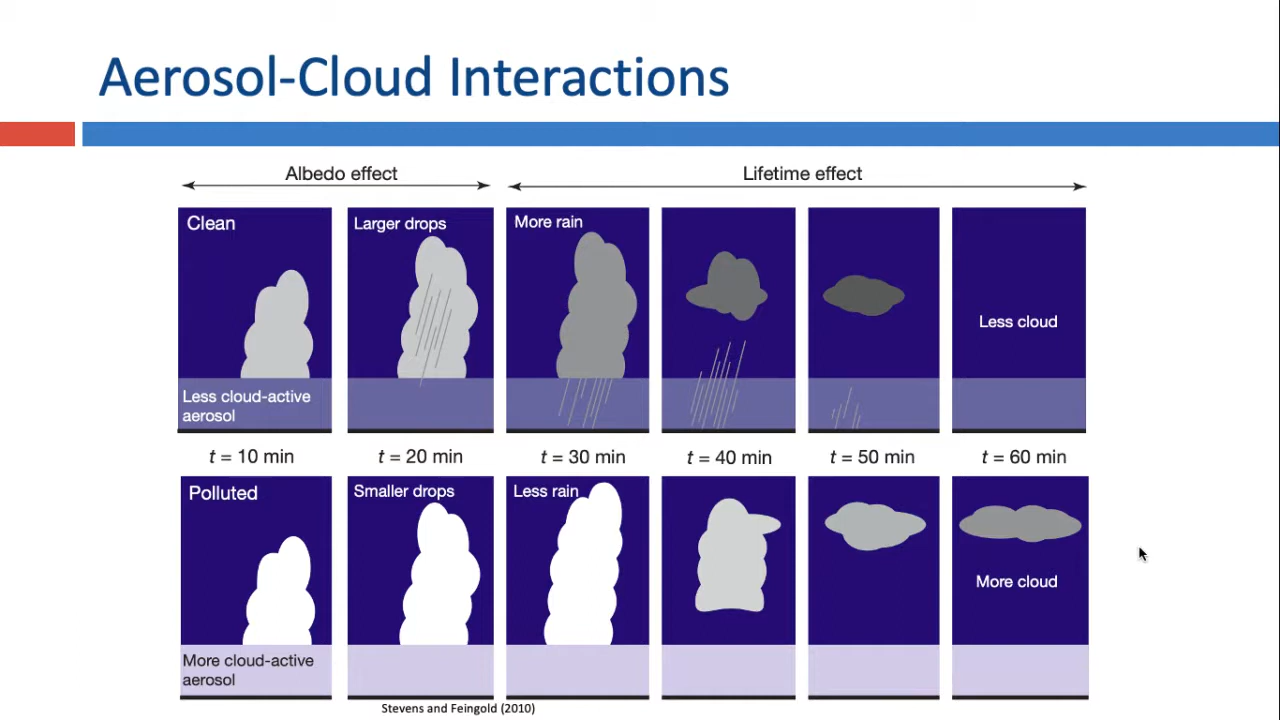 Aerosol-Cloud Interactions
Albedo effect
Lifetime effect
Clean
Larger drops
More rain
Less cloud
Less cloud-active
aerosol
t = 10 min
t = 20 min
t = 30 min
t = 40 min
t = 50 min
t = 60 min
Polluted
Smaller drops
Less rain
More cloud
More cloud-active
aerosol
Stevens and Feingold (2010)